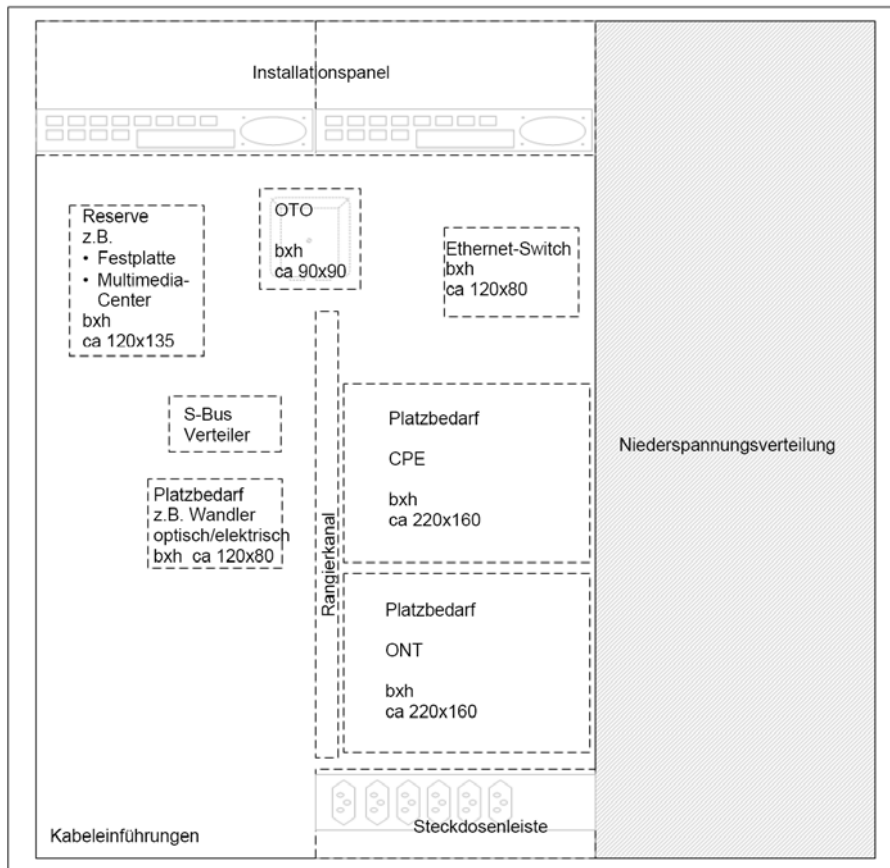 Installationspanel
Reserve
z.B.
• Festplatte
• Multimedia-
Center
bxh
ca 120x135
OTO
bxh
ca 90x90
Ethernet-Switch
bxh
ca 120x80
S-Bus
Verteiler
Platzbedarf
z.B. Wandler
optisch/elektrisch
bxh ca 120x80
Rangierkanal
Platzbedarf
CPE
bxh
ca 220x160
Platzbedarf
ONT
bxh
ca 220x160
Niederspannungsverteilung
Kabeleinführungen
Steckdosenleiste